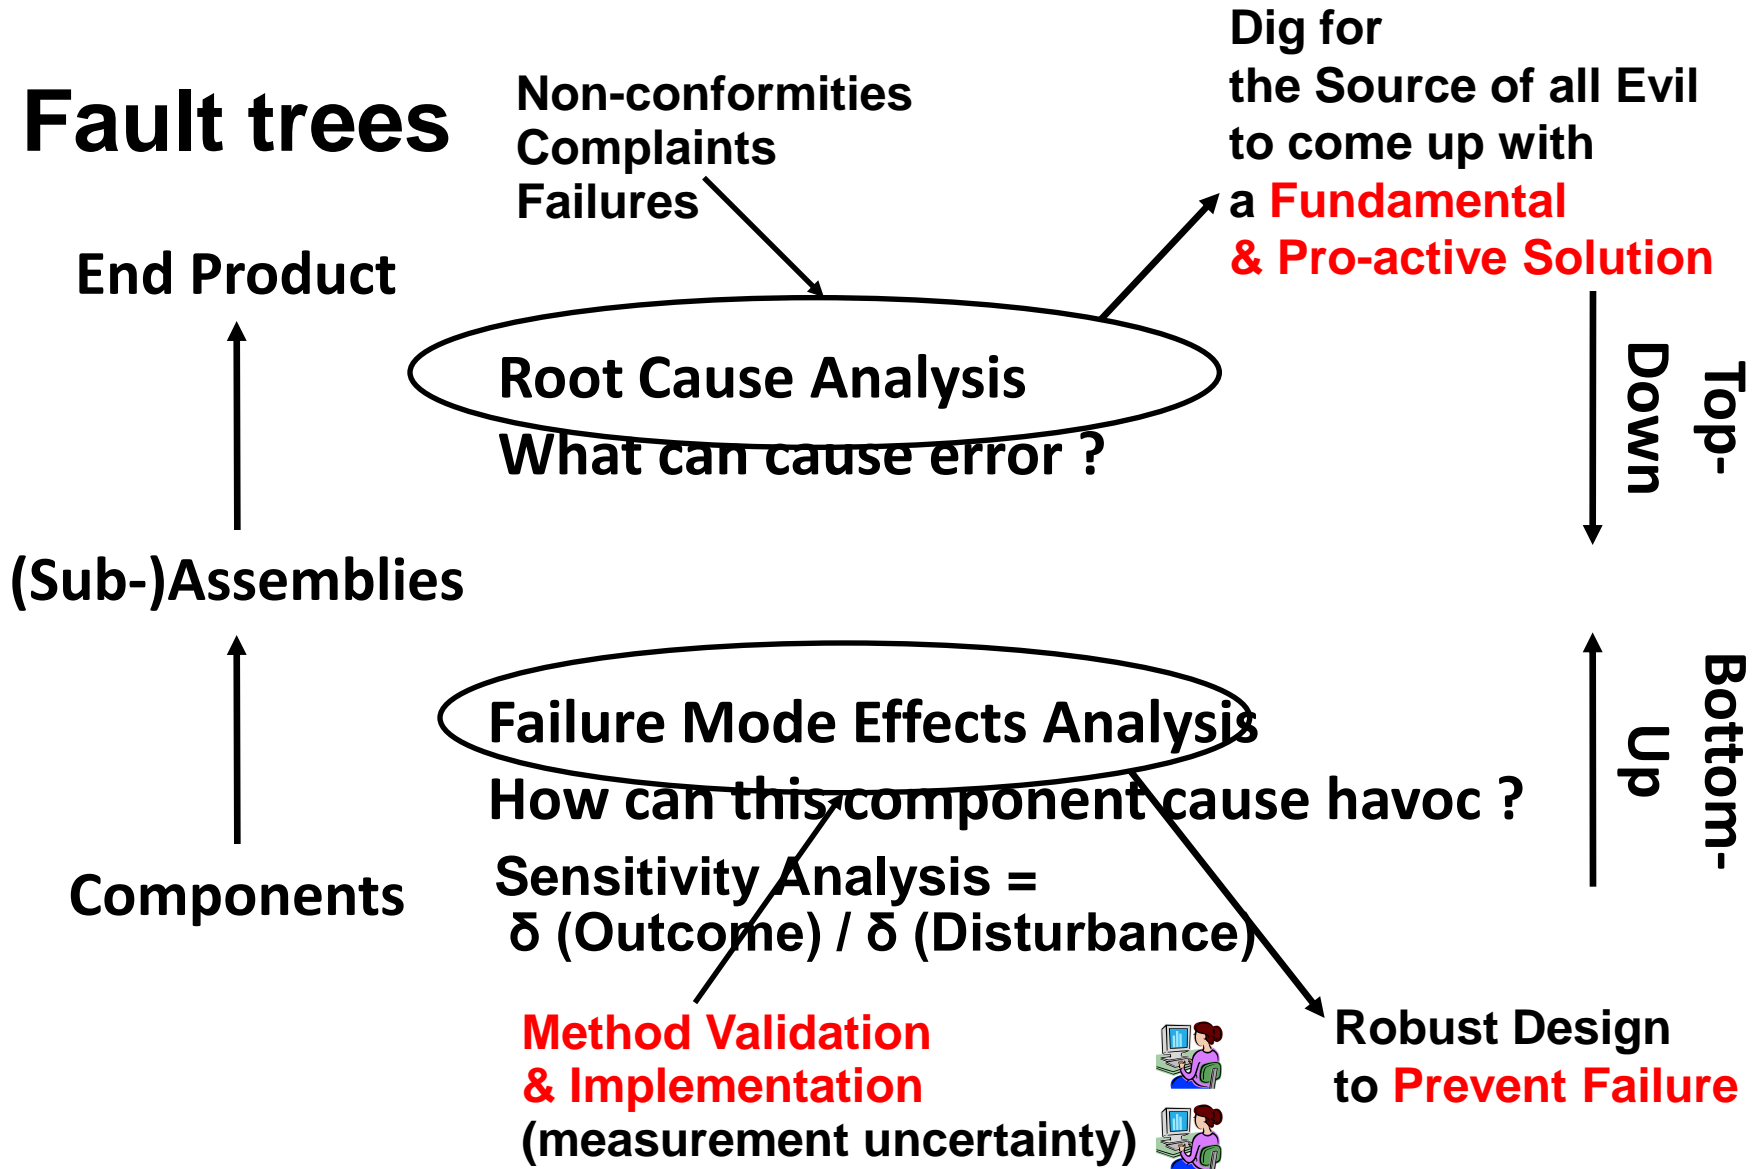 Fault trees
Non-conformities
Complaints
Failures
Dig for
the Source of all Evil
to come up with
a Fundamental
& Pro-active Solution
End Product
Root Cause Analysis
What can cause error ?
Top-
Down
(Sub-)Assemblies
Failure Mode Effects Analysis
How can this component cause havoc ?
Bottom-
Up
Components
Sensitivity Analysis =
δ (Outcome) / δ (Disturbance)
Method Validation
& Implementation
(measurement uncertainty)
Robust Design
to Prevent Failure